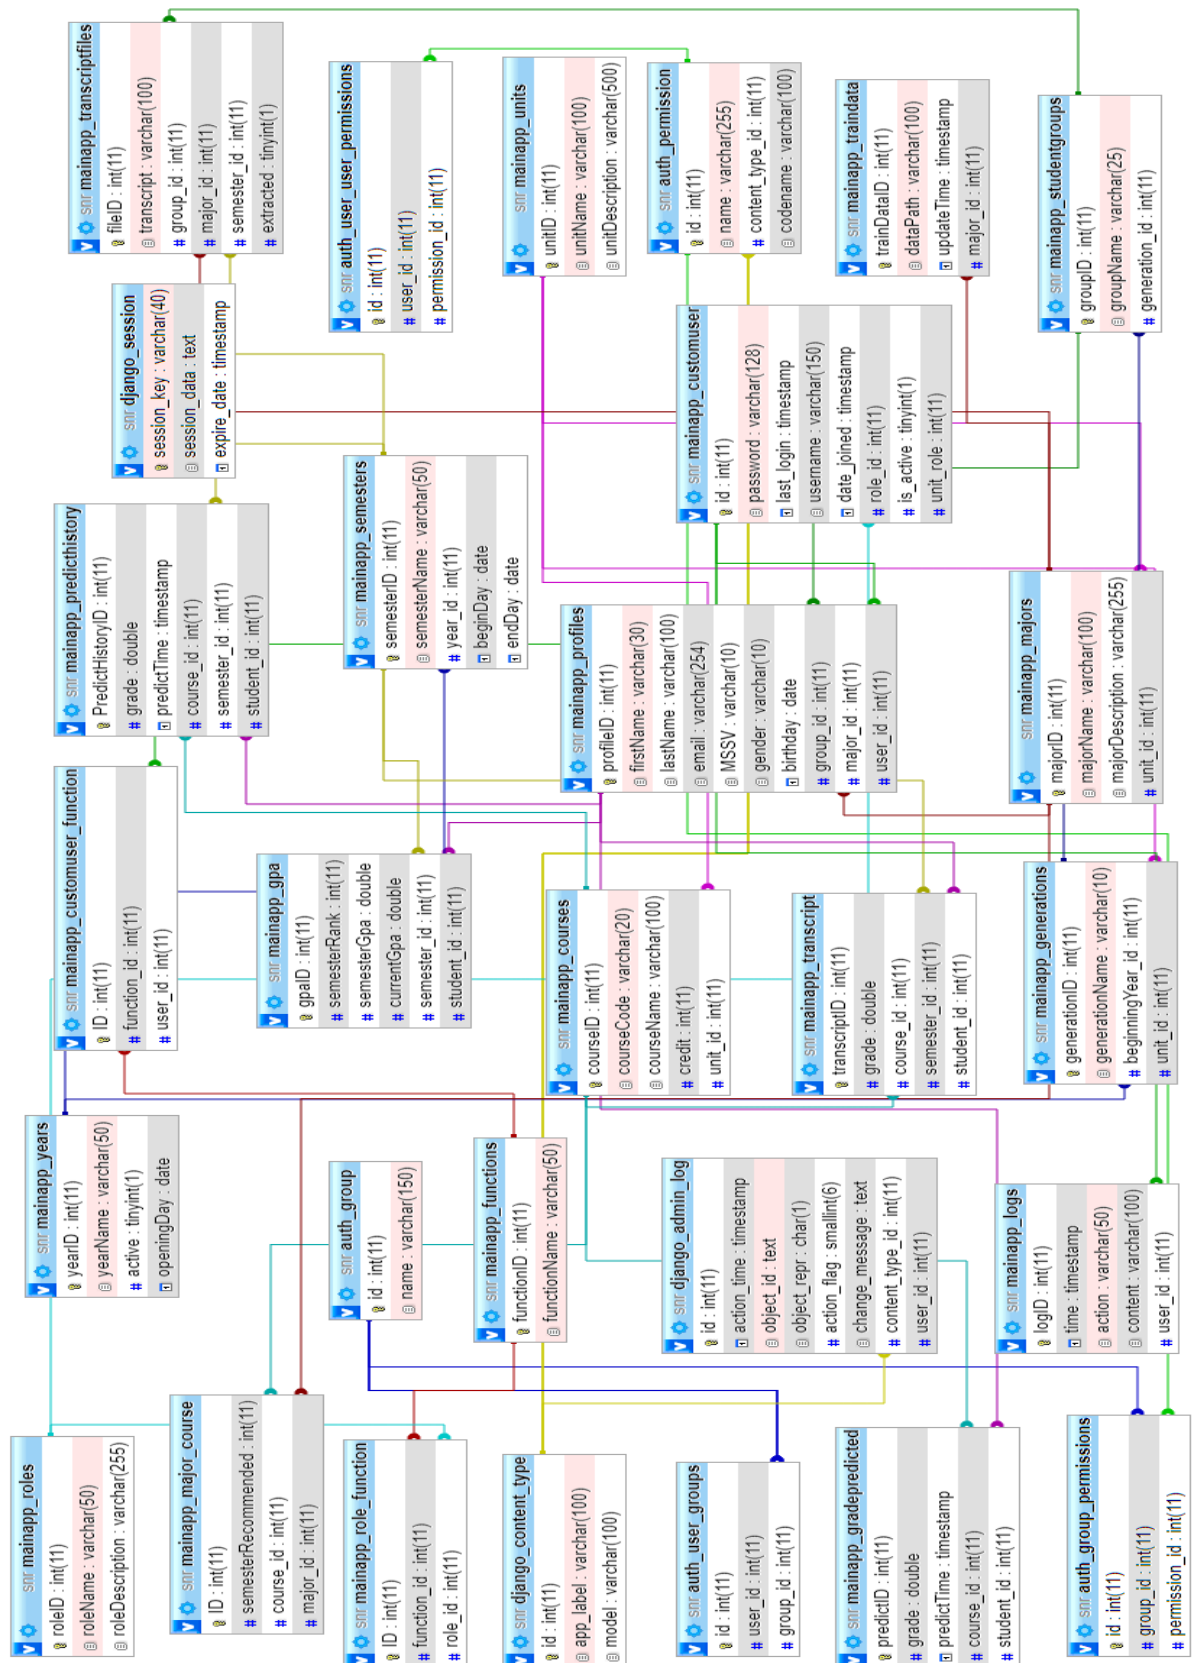 snr mainapp_transcriptfiles
fileID : int(11)
transcript : varchar(100)
group_id : int(11)
major_id : int(11)
semester_id : int(11)
extracted : tinyint(1)
snr auth_user_user_permissions
id : int(11)
user_id : int(11)
permission_id : int(11)
snr mainapp_units
unitID : int(11)
unitName : varchar(100)
unitDescription : varchar(500)
snr auth_permission
id : int(11)
name : varchar(255)
content_type_id : int(11)
codename : varchar(100)
snr mainapp_traindata
trainDataID : int(11)
dataPath : varchar(100)
updateTime : timestamp
major_id : int(11)
snr mainapp_studentgroups
groupID : int(11)
groupName : varchar(25)
generation_id : int(11)
snr django_session
session_key : varchar(40)
session_data : text
expire_date : timestamp
snr mainapp_customuser
id : int(11)
password : varchar(128)
last_login : timestamp
username : varchar(150)
date_joined : timestamp
role_id : int(11)
is_active : tinyint(1)
unit_role : int(11)
snr mainapp_predicthistory
PredictHistoryID : int(11)
grade : double
predictTime : timestamp
course_id : int(11)
semester_id : int(11)
student_id : int(11)
snr mainapp_semesters
semesterID : int(11)
semesterName : varchar(50)
year_id : int(11)
beginDay : date
endDay : date
snr mainapp_profiles
profileID : int(11)
firstName : varchar(30)
lastName : varchar(100)
email : varchar(254)
MSSV : varchar(10)
gender : varchar(10)
birthday : date
group_id : int(11)
major_id : int(11)
user_id : int(11)
snr mainapp_majors
majorID : int(11)
majorName : varchar(100)
majorDescription : varchar(255)
unit_id : int(11)
snr mainapp_customuser_function
ID : int(11)
function_id : int(11)
user_id : int(11)
snr mainapp_gpa
gpaID : int(11)
semesterRank : int(11)
semesterGpa : double
currentGpa : double
semester_id : int(11)
student_id : int(11)
snr mainapp_courses
courseID : int(11)
courseCode : varchar(20)
courseName : varchar(100)
credit : int(11)
unit_id : int(11)
snr mainapp_transcript
transcriptID : int(11)
grade : double
course_id : int(11)
semester_id : int(11)
student_id : int(11)
snr mainapp_generations
generationID : int(11)
generationName : varchar(10)
beginningYear_id : int(11)
unit_id : int(11)
snr mainapp_years
yearID : int(11)
yearName : varchar(50)
active : tinyint(1)
openingDay : date
snr auth_group
id : int(11)
name : varchar(150)
snr mainapp_functions
functionID : int(11)
functionName : varchar(50)
snr django_admin_log
id : int(11)
action_time : timestamp
object_id : text
object_repr : char(1)
action_flag : smallint(6)
change_message : text
content_type_id : int(11)
user_id : int(11)
snr mainapp_logs
logID : int(11)
time : timestamp
action : varchar(50)
content : varchar(100)
user_id : int(11)
snr mainapp_roles
roleID : int(11)
roleName : varchar(50)
roleDescription : varchar(255)
snr mainapp_major_course
ID : int(11)
semesterRecommended : int(11)
course_id : int(11)
major_id : int(11)
snr mainapp_role_function
ID : int(11)
function_id : int(11)
role_id : int(11)
snr django_content_type
id : int(11)
app_label : varchar(100)
model : varchar(100)
snr auth_user_groups
id : int(11)
user_id : int(11)
group_id : int(11)
snr mainapp_gradepredicted
predictID : int(11)
grade : double
predictTime : timestamp
course_id : int(11)
student_id : int(11)
snr auth_group_permissions
id : int(11)
group_id : int(11)
permission_id : int(11)